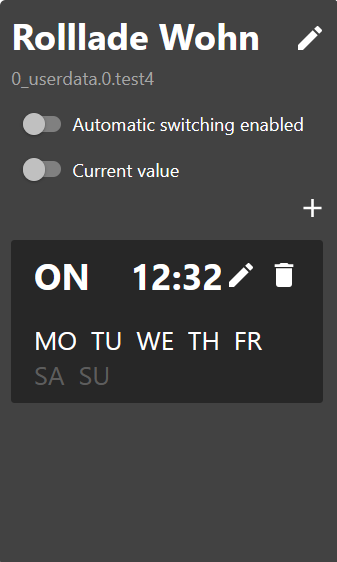 Rolllade Wohn
0_userdata.0.test4
Automatic switching enabled
Current value
ON 12:32
MO TU WE TH FR
SA SU